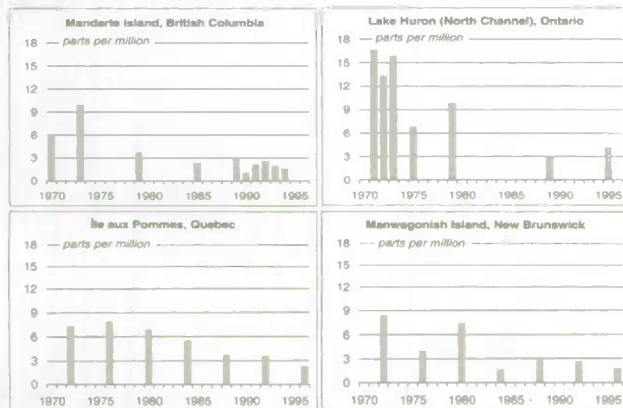 Mandarte Island, British Columbia
18 — parts per million
15
12
9
6
3
0
1970 1975 1980 1985 1990 1995
Lake Huron (North Channel), Ontario
18 — parts per million
15
12
9
6
3
0
1970 1975 1980 1985 1990 1995
Île aux Pommes, Quebec
18 — parts per million
15
12
9
6
3
0
1970 1975 1980 1985 1990 1995
Manwagonish Island, New Brunswick
18 — parts per million
15
12
9
6
3
0
1970 1975 1980 1985 1990 1995